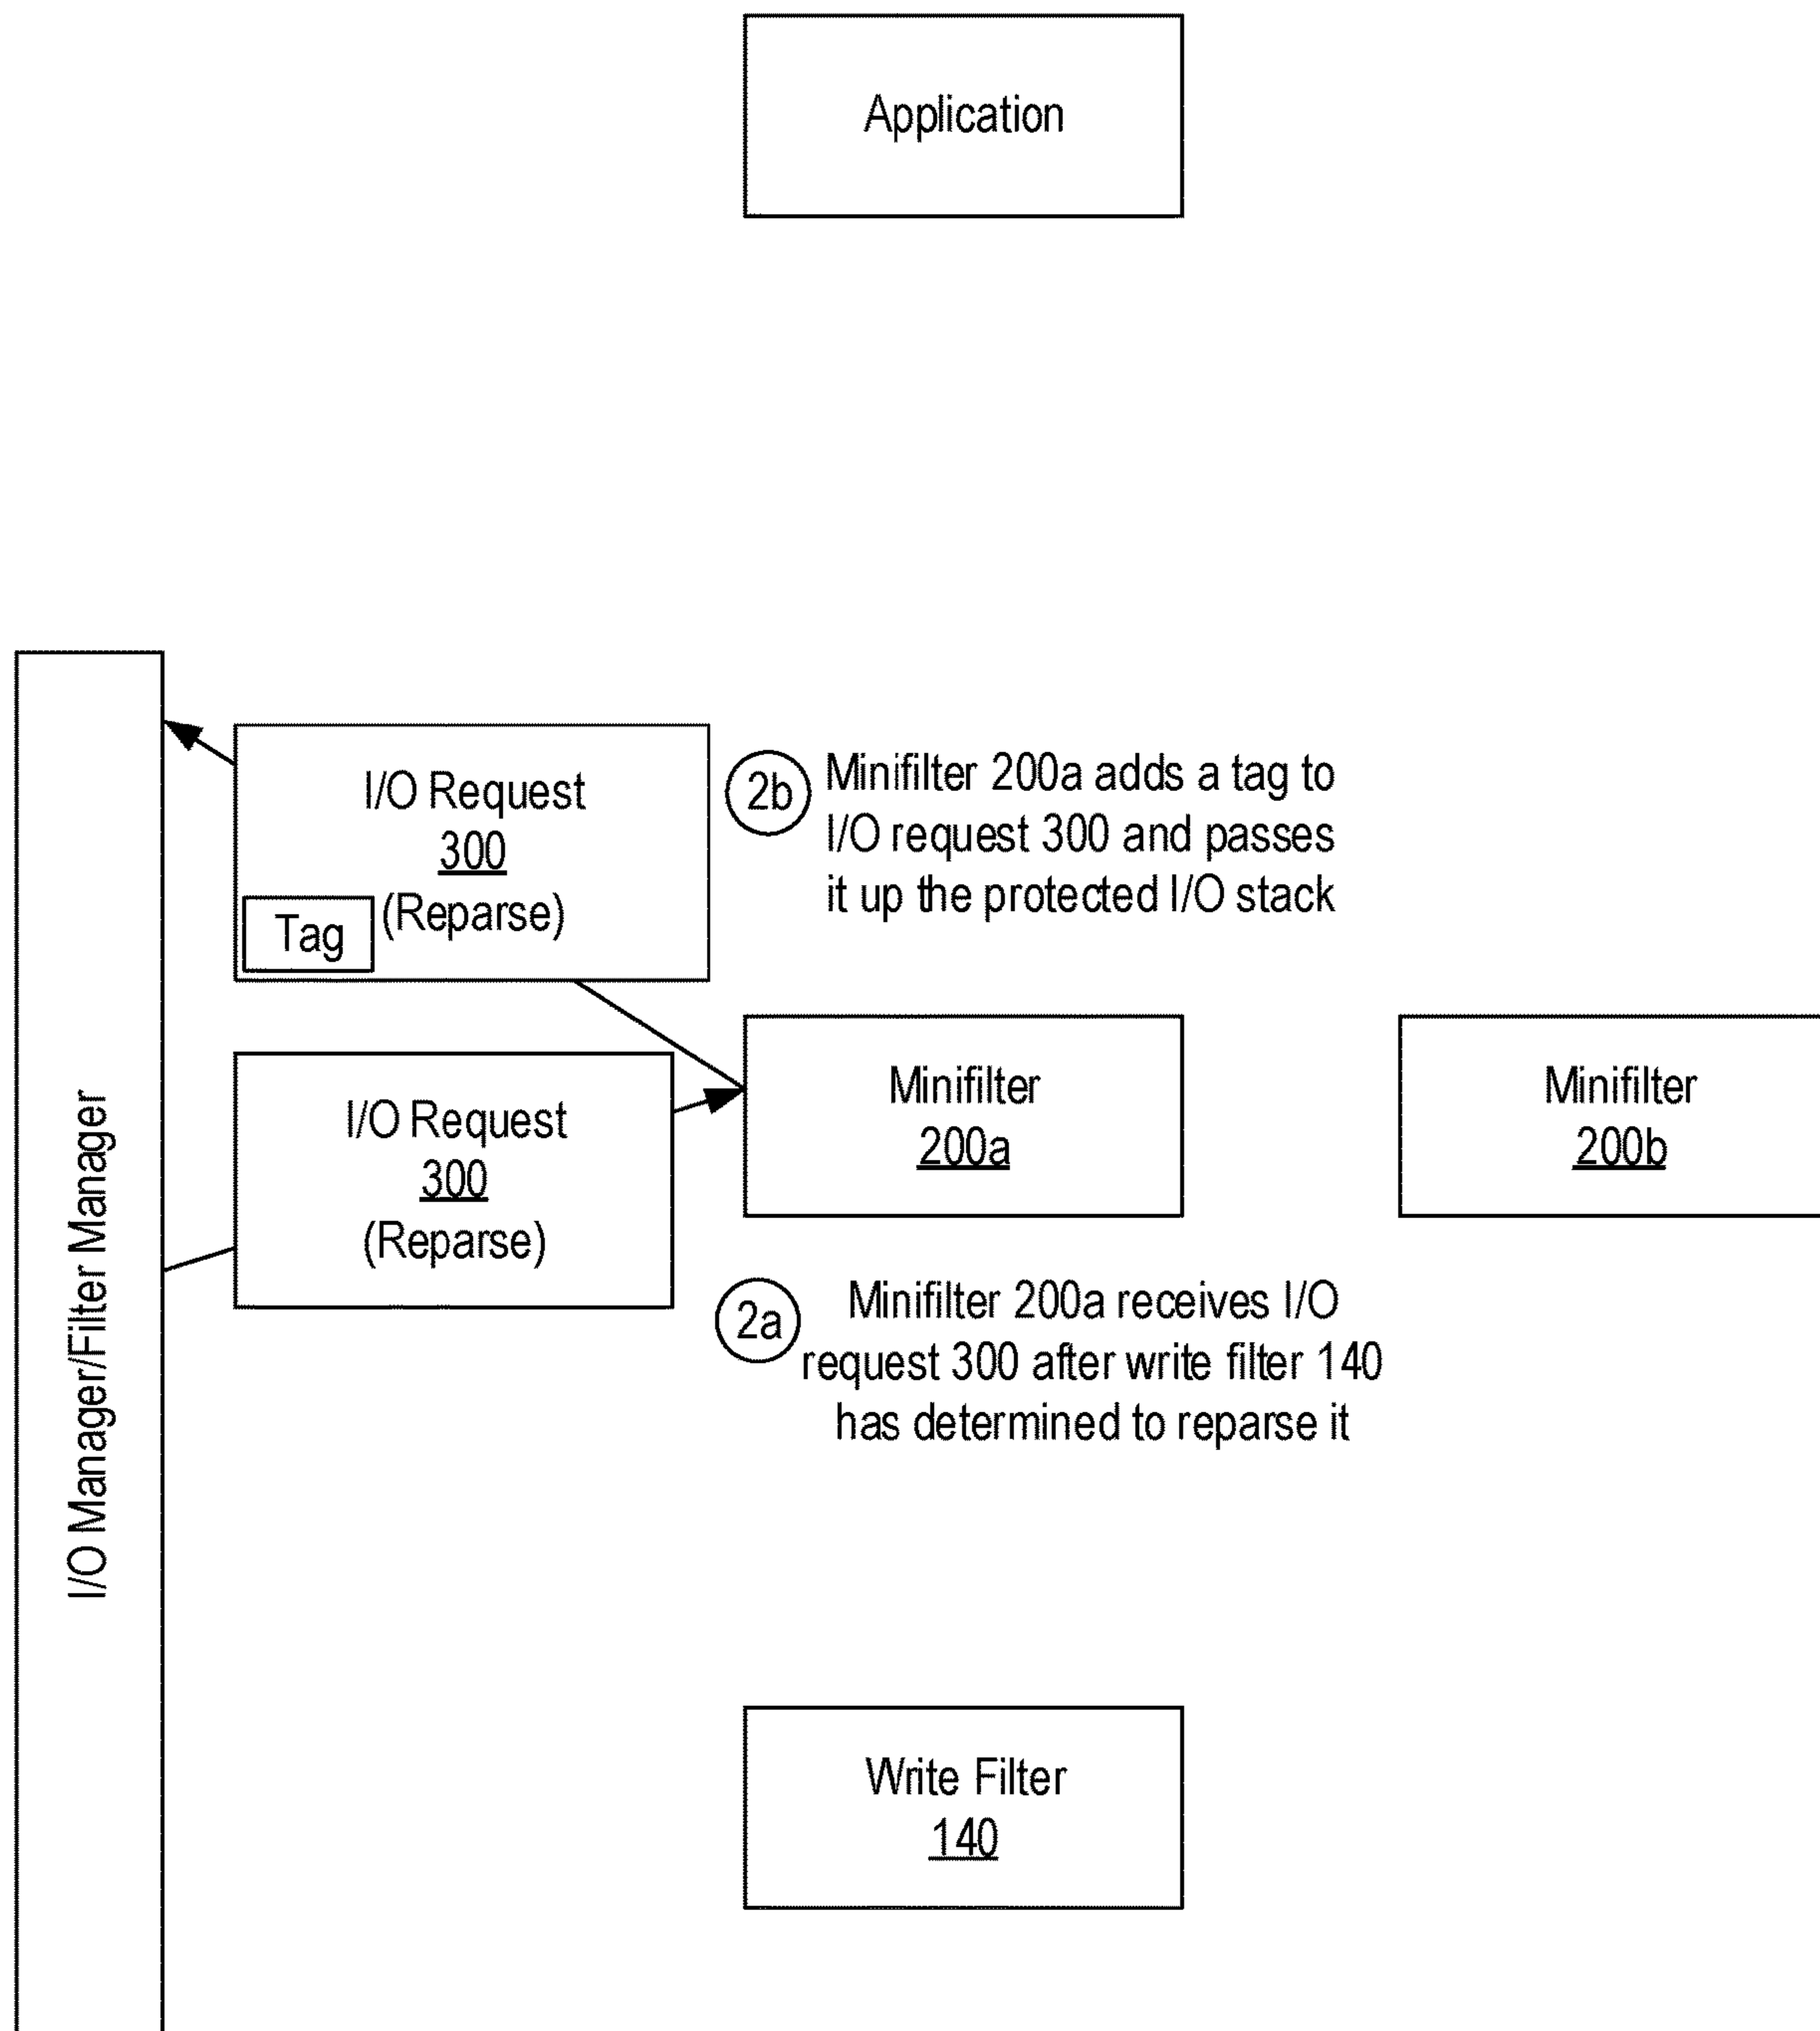 Application
I/O Request
300
(Reparse)
Tag
2b
Minifilter 200a adds a tag to
I/O request 300 and passes
it up the protected I/O stack
I/O Manager/Filter Manager
I/O Request
300
(Reparse)
Minifilter
200a
Minifilter
200b
2a
Minifilter 200a receives I/O
request 300 after write filter 140
has determined to reparse it
Write Filter
140